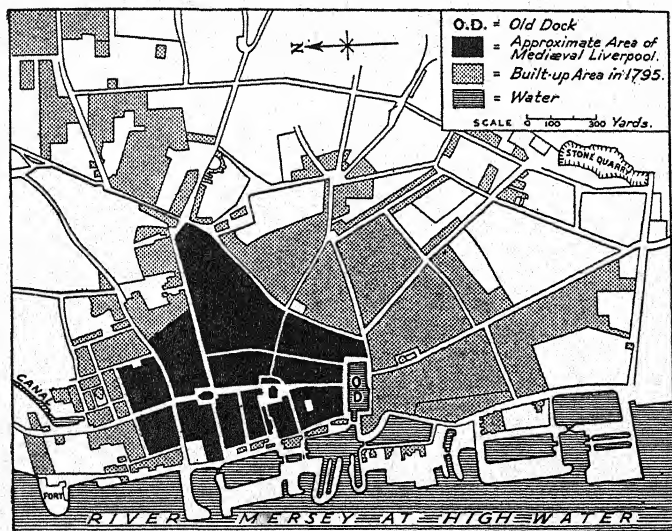 O.D. = Old Dock
= Approximate Area of
Mediæval Liverpool.
= Built-up Area in 1795.
= Water
SCALE 0 100 300 Yards.
N
STONE QUARRY
O
D
CANAL
FORT
RIVER MERSEY AT HIGH WATER